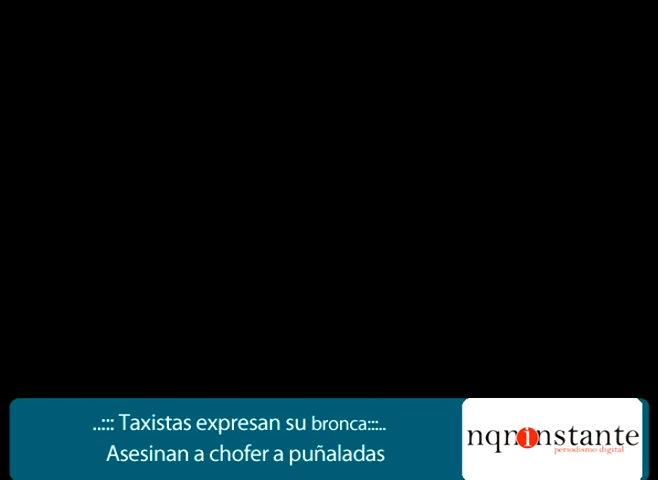 ..::: Taxistas expresan su bronca:::..
Asesinan a chofer a puñaladas
nqninstante
periodismo digital